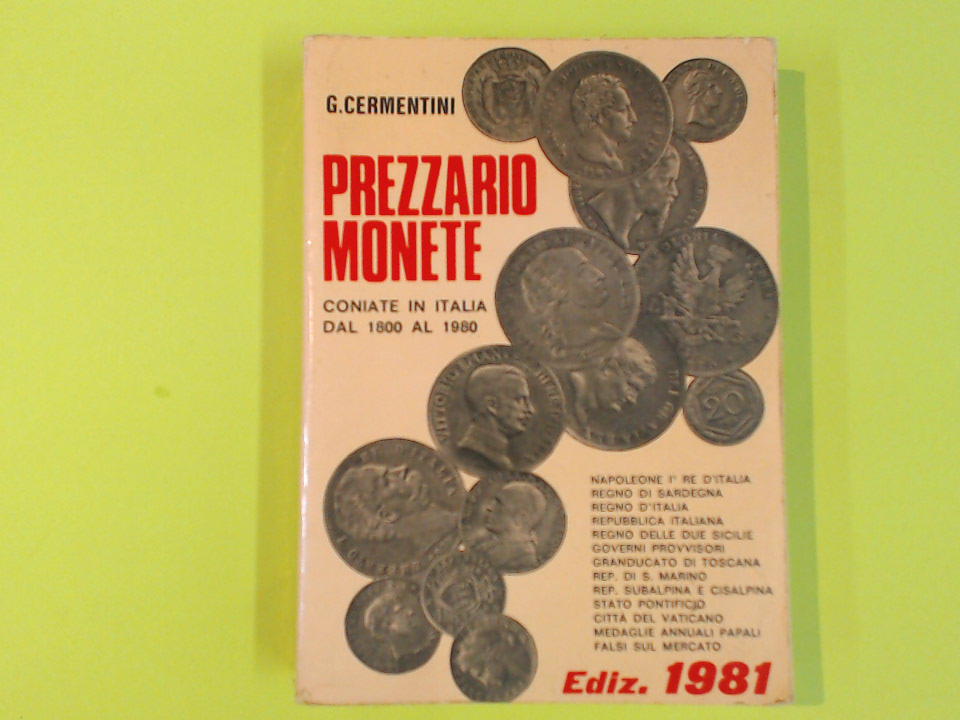 G.CERMENTINI
PREZZARIO
MONETE
CONIATE IN ITALIA
DAL 1800 AL 1980
20
NAPOLEONE I° RE D'ITALIA
REGNO DI SARDEGNA
REGNO D'ITALIA
REPUBBLICA ITALIANA
REGNO DELLE DUE SICILIE
GOVERNI PROVVISORI
GRANDUCATO DI TOSCANA
REP. DI S. MARINO
REP. SUBALPINA E CISALPINA
STATO PONTIFICIO
CITTÀ DEL VATICANO
MEDAGLIE ANNUALI PAPALI
FALSI SUL MERCATO
Ediz. 1981